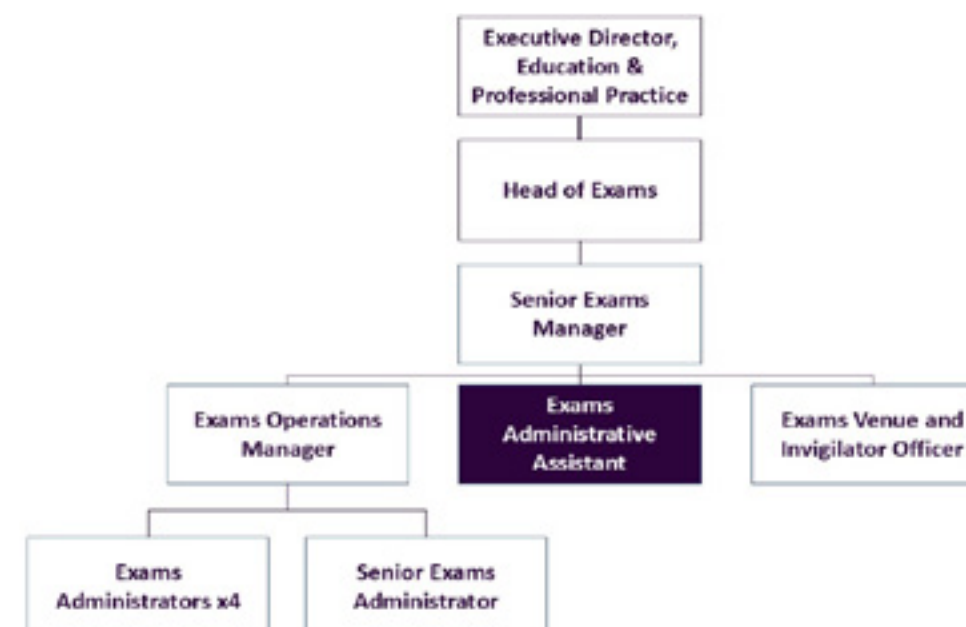 Executive Director,
Education &
Professional Practice
Head of Exams
Senior Exams
Manager
Exams Operations
Manager
Exams
Administrative
Assistant
Exams Venue and
Invigilator Officer
Exams
Administrators x4
Senior Exams
Administrator